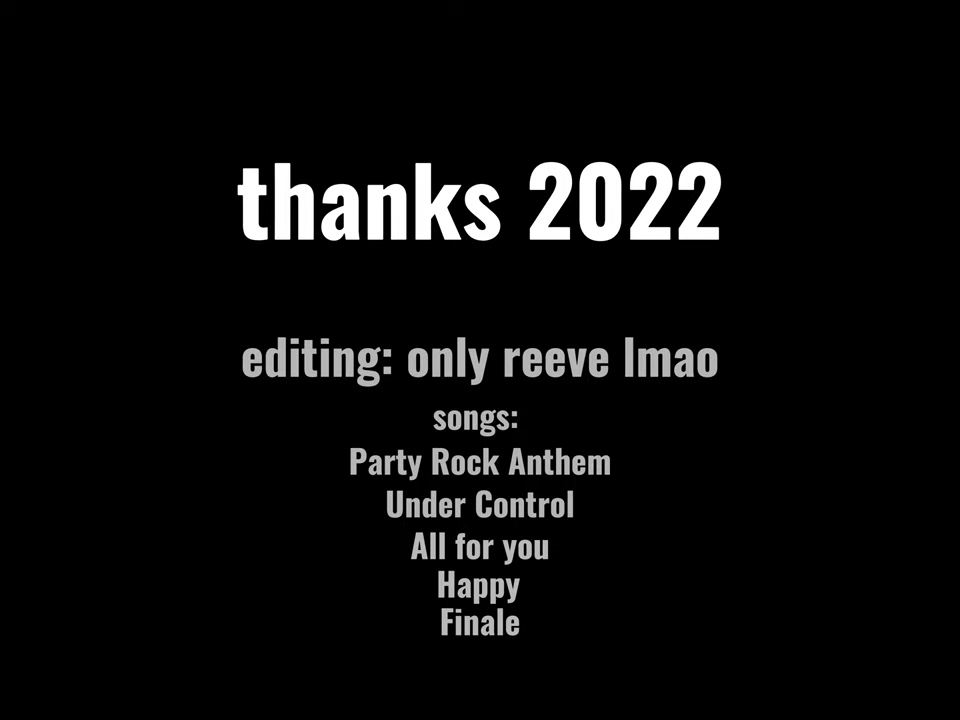 thanks 2022
editing: only reeve lmao
songs:
Party Rock Anthem
Under Control
All for you
Happy
Finale